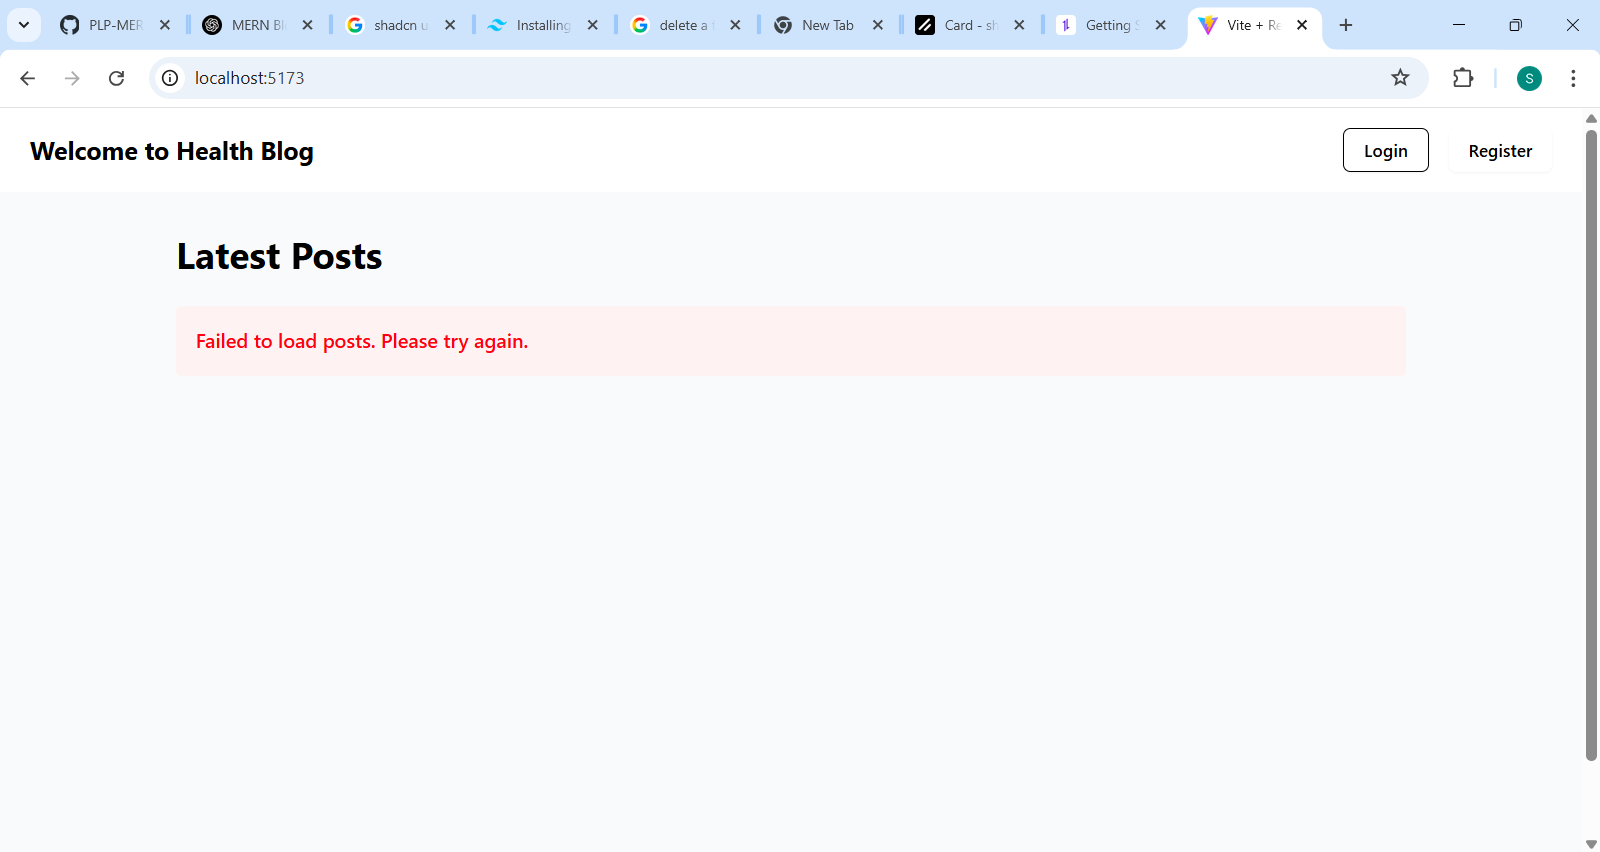 PLP-MER
MERN Bl
shadcn u
Installing
delete a
New Tab
Card - sh
Getting S
Vite + Re
localhost:5173
S
Welcome to Health Blog
Login
Register
Latest Posts
Failed to load posts. Please try again.